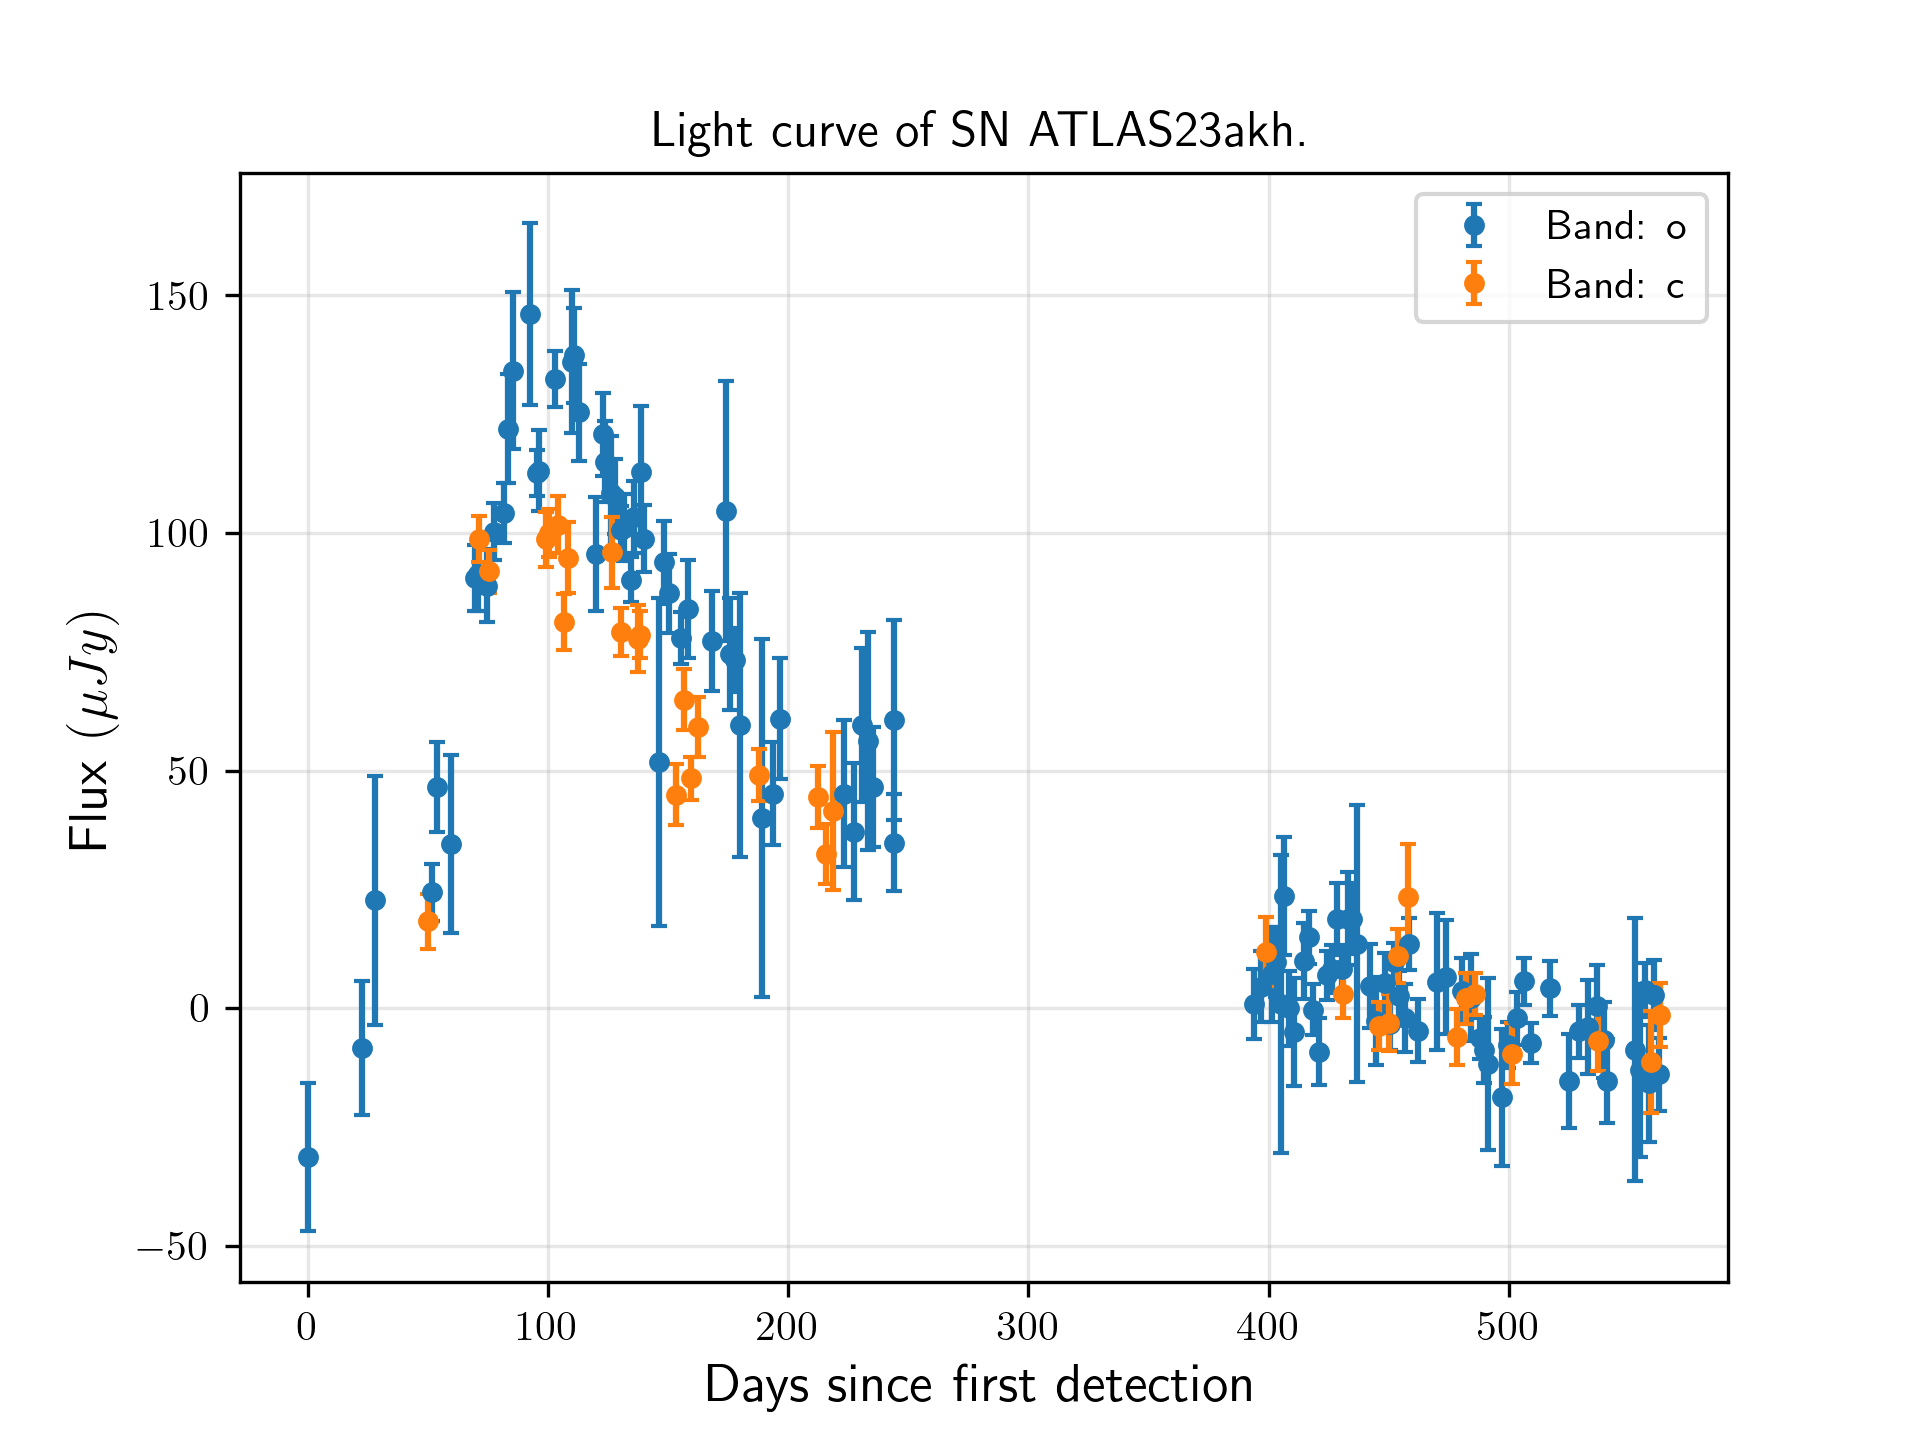 Light curve of SN ATLAS23akh.
Band: o
Band: c
150
100
50
0
−50
Flux (μJy)
0 100 200 300 400 500
Days since first detection